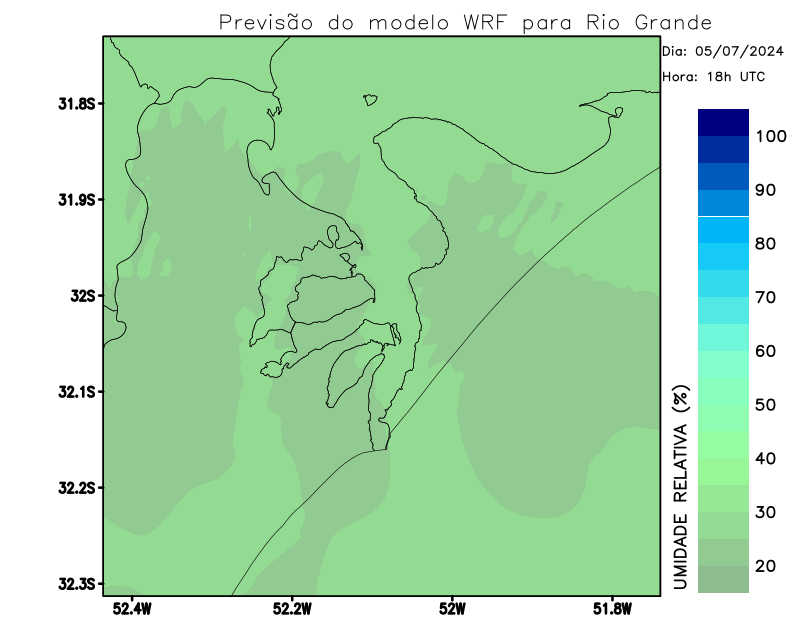 Previsão do modelo WRF para Rio Grande
Dia: 05/07/2024
Hora: 18h UTC
31.8S
31.9S
32S
32.1S
32.2S
32.3S
52.4W
52.2W
52W
51.8W
UMIDADE RELATIVA (%)
100
90
80
70
60
50
40
30
20